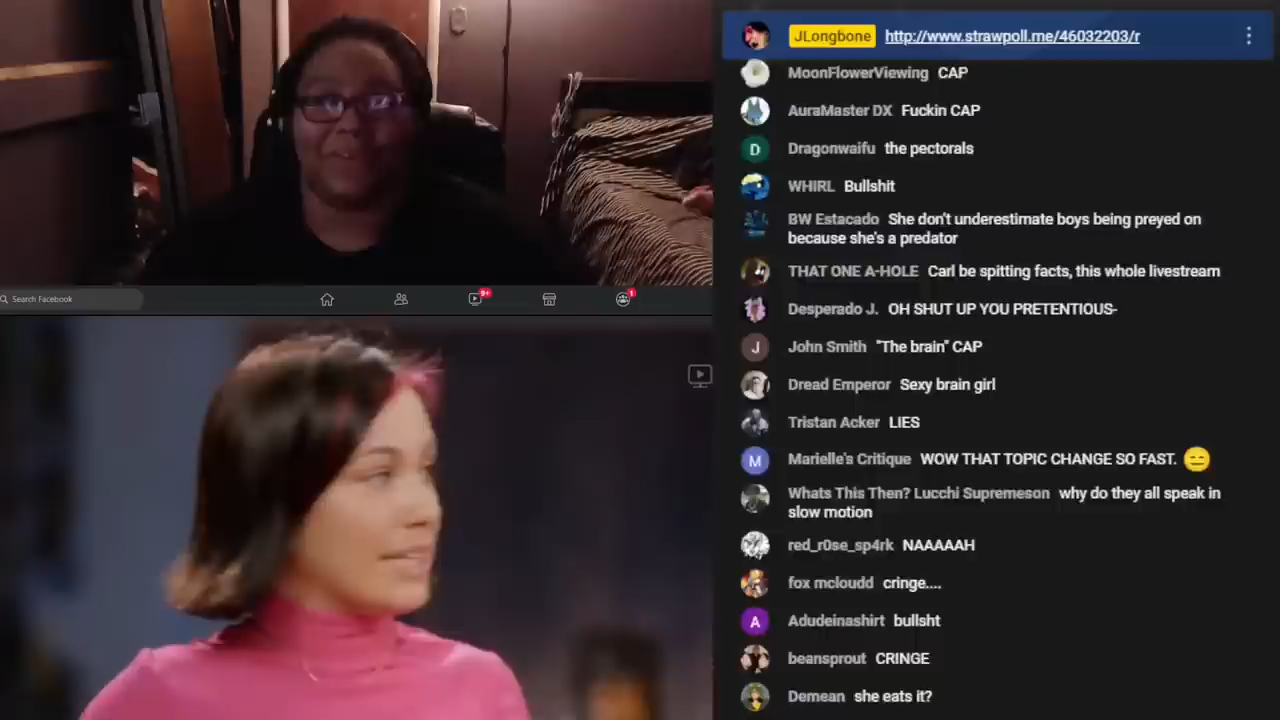 JLongbone http://www.strawpoll.me/46032203/r
MoonFlowerViewing CAP
AuraMaster DX Fuckin CAP
D Dragonwaifu the pectorals
WHIRL Bullshit
BW Estacado She don't underestimate boys being preyed on
because she's a predator
THAT ONE A-HOLE Carl be spitting facts, this whole livestream
Desperado J. OH SHUT UP YOU PRETENTIOUS-
J John Smith "The brain" CAP
Dread Emperor Sexy brain girl
Tristan Acker LIES
M Marielle's Critique WOW THAT TOPIC CHANGE SO FAST. 😑
Whats This Then? Lucchi Supremeson why do they all speak in
slow motion
red_r0se_sp4rk NAAAAAH
fox mcloudd cringe....
A Adudeinashirt bullsht
beansprout CRINGE
Demean she eats it?
Search Facebook
9+
1